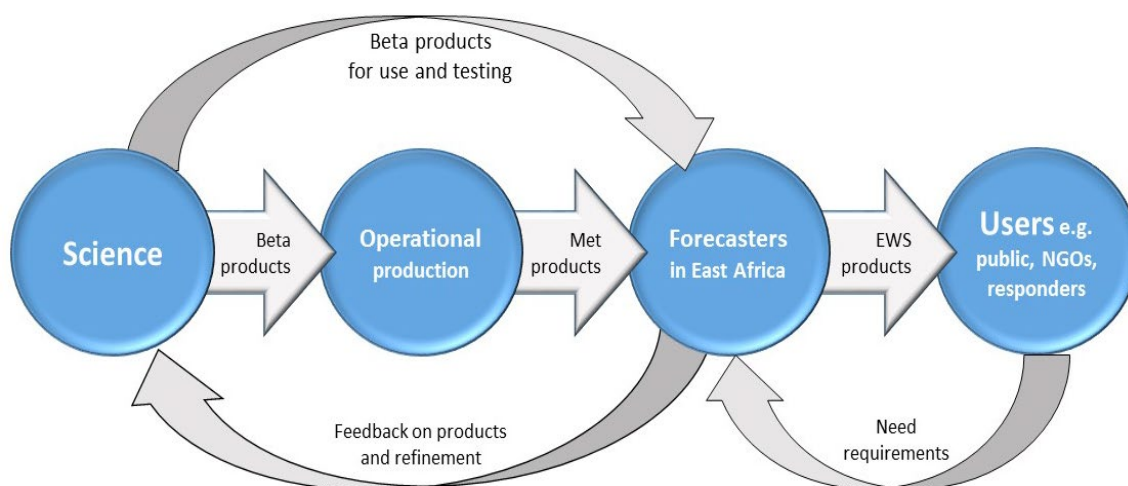 Beta products
for use and testing
Science
Beta
products
Operational
production
Met
products
Forecasters
in East Africa
EWS
products
Users e.g.
public, NGOs,
responders
Feedback on products
and refinement
Need
requirements